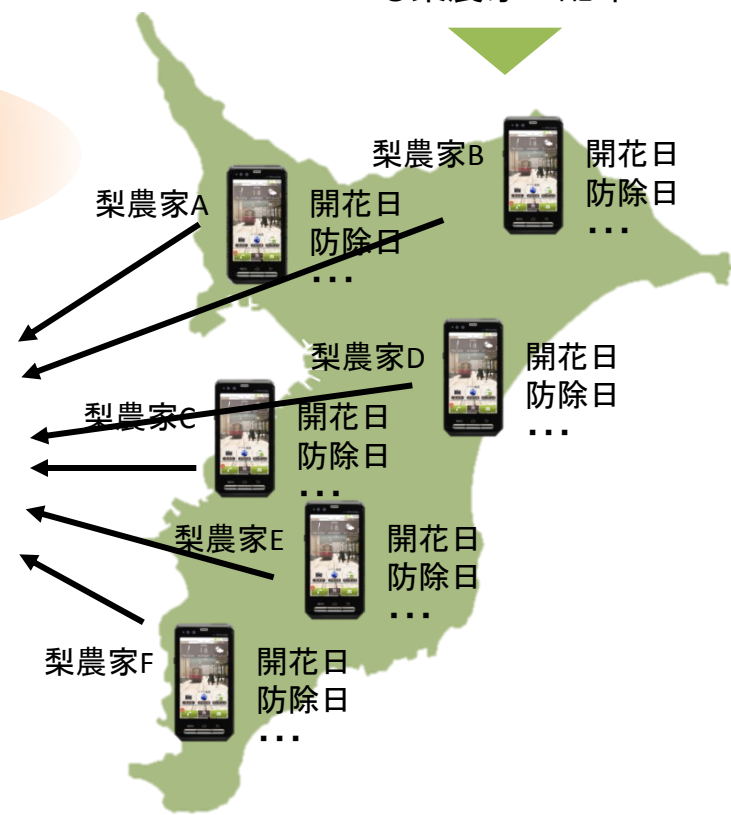 梨農家B
開花日
防除日
・・・
梨農家A
開花日
防除日
・・・
梨農家D
開花日
防除日
・・・
梨農家C
開花日
防除日
・・・
梨農家E
開花日
防除日
・・・
梨農家F
開花日
防除日
・・・